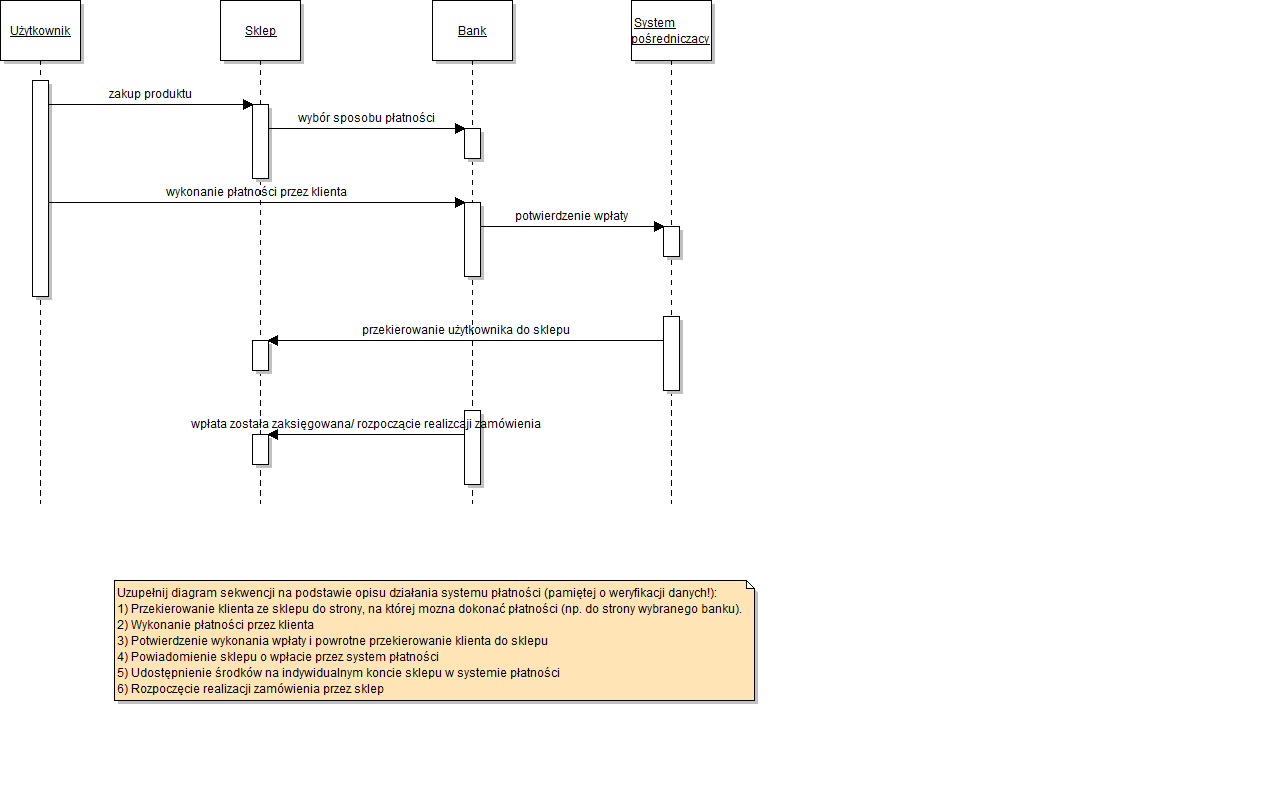 Użytkownik
Sklep
Bank
System
pośredniczacy
zakup produktu
wybór sposobu płatności
wykonanie płatności przez klienta
potwierdzenie wpłaty
przekierowanie użytkownika do sklepu
wpłata została zaksięgowana/ rozpoczącie realizcaji zamówienia
Uzupełnij diagram sekwencji na podstawie opisu działania systemu płatności (pamiętej o weryfikacji danych!):
1) Przekierowanie klienta ze sklepu do strony, na której mozna dokonać płatności (np. do strony wybranego banku).
2) Wykonanie płatności przez klienta
3) Potwierdzenie wykonania wpłaty i powrotne przekierowanie klienta do sklepu
4) Powiadomienie sklepu o wpłacie przez system płatności
5) Udostępnienie środków na indywidualnym koncie sklepu w systemie płatności
6) Rozpoczęcie realizacji zamówienia przez sklep